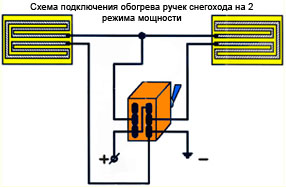 Схема подключения обогрева ручек снегохода на 2
режима мощности
+ −